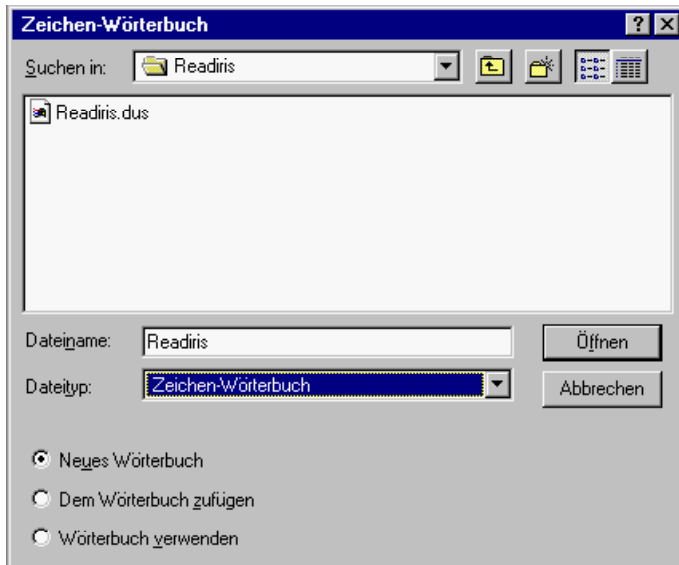 Zeichen-Wörterbuch
Suchen in: Readiris
Readiris.dus
Dateiname: Readiris Öffnen
Dateityp: Zeichen-Wörterbuch Abbrechen
Neues Wörterbuch
Dem Wörterbuch zufügen
Wörterbuch verwenden